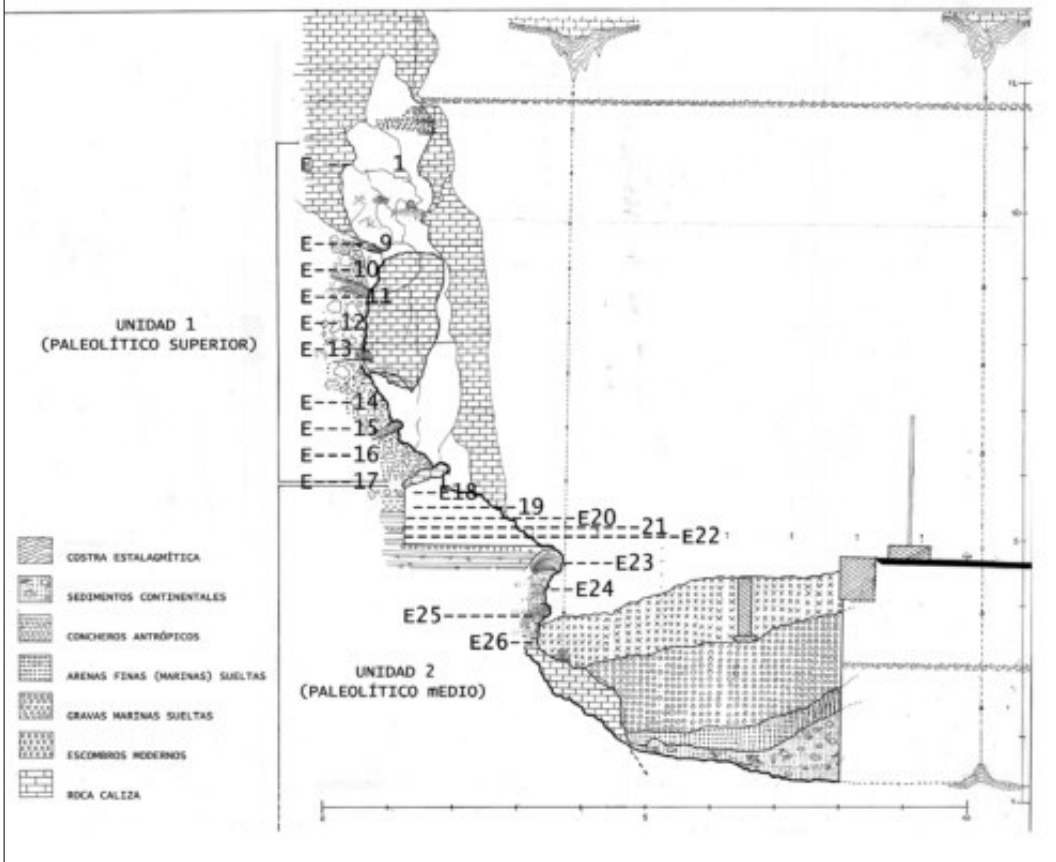 E - -- 1
E----9
E---10
E---11
E---12
E---13
UNIDAD 1
(PALEOLÍTICO SUPERIOR)
E----14
E----15
E----16
E----17
E18
19
E20
21
E22
E23
E24
E25
E26
UNIDAD 2
(PALEOLÍTICO mEDIO)
COSTRA ESTALAGMÍTICA
SEDIMENTOS CONTINENTALES
CONCHEROS ANTRÓPICOS
ARENAS FINAS (MARINAS) SUELTAS
GRAVAS MARINAS SUELTAS
ESCOMBROS MODERNOS
ROCA CALIZA